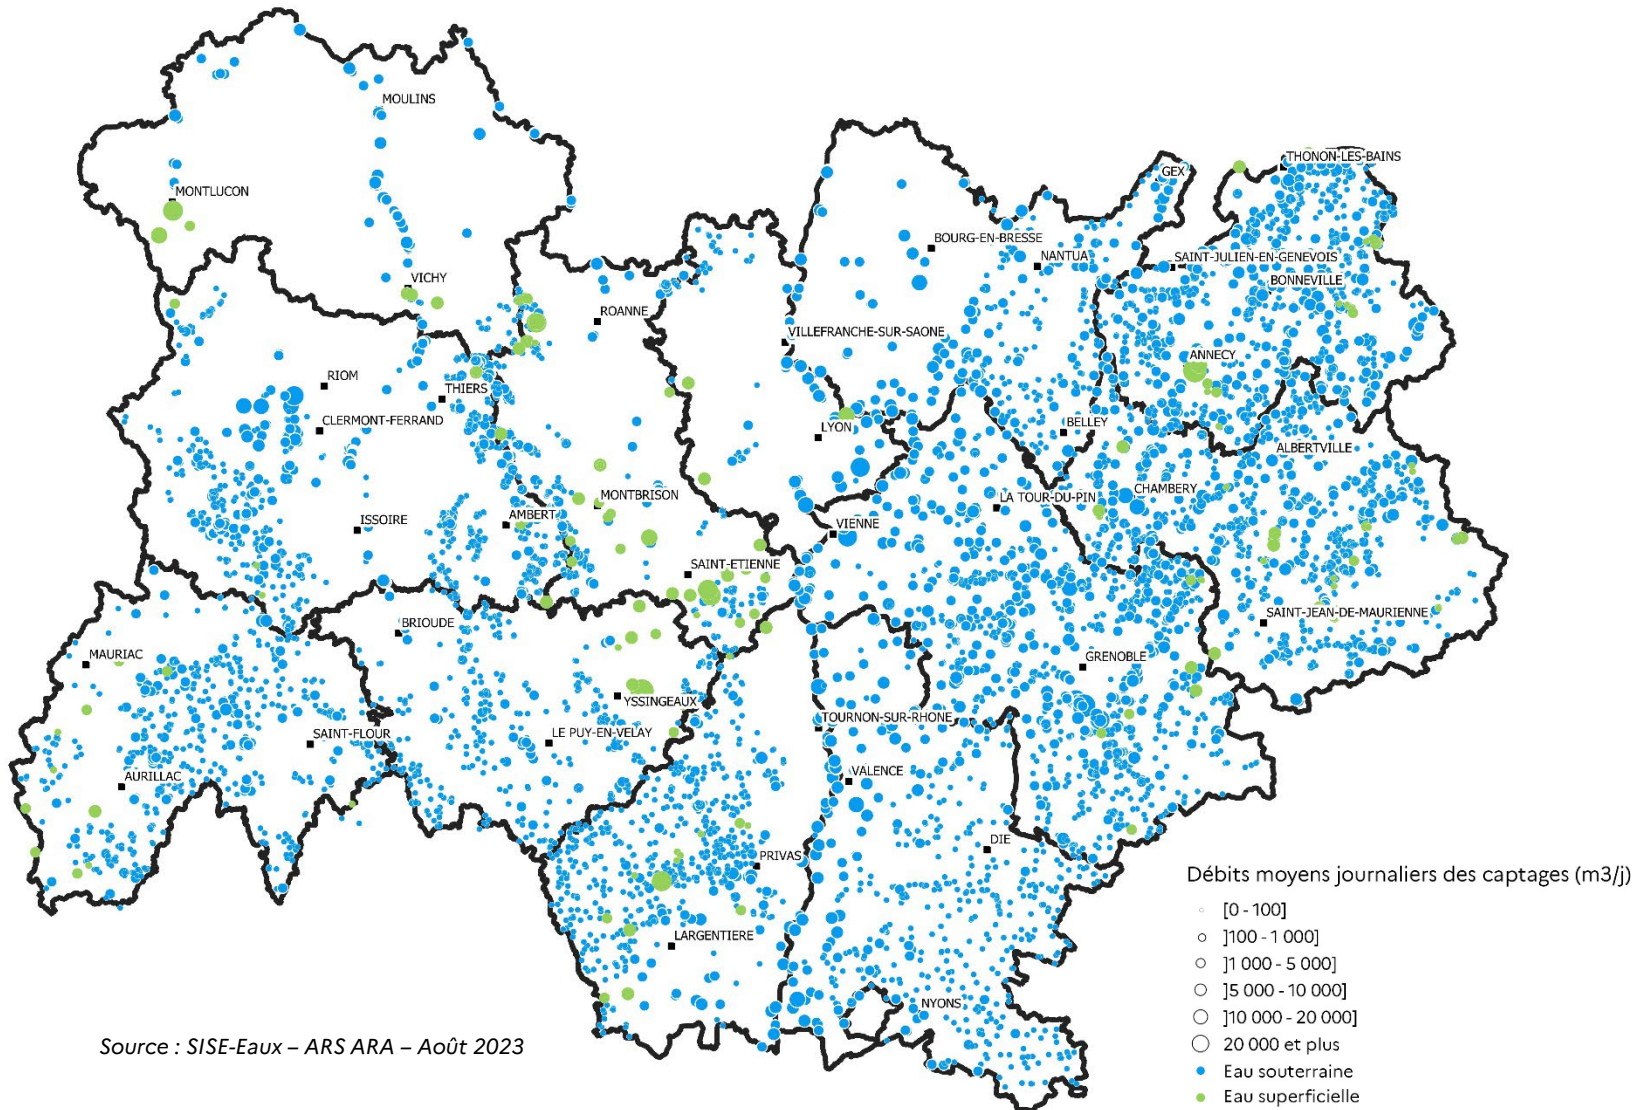 MOULINS
MONTLUCON
THONON-LES-BAINS
GEX
BOURG-EN-BRESSE
NANTUA
SAINT-JULIEN-EN-GENEVOIS
BONNEVILLE
VICHY
ROANNE
VILLEFRANCHE-SUR-SAONE
ANNECY
RIOM
THIERS
CLERMONT-FERRAND
LYON
BELLEY
ALBERTVILLE
CHAMBERY
LA TOUR-DU-PIN
MONTBRISON
AMBERT
ISSOIRE
VIENNE
SAINT-ETIENNE
SAINT-JEAN-DE-MAURIENNE
BRIOUDE
MAURIAC
GRENOBLE
YSSINGEAUX
TOURNON-SUR-RHONE
SAINT-FLOUR
LE PUY-EN-VELAY
AURILLAC
VALENCE
DIE
PRIVAS
LARGENTIERE
NYONS
Débits moyens journaliers des captages (m3/j)
[0 - 100]
]100 - 1 000]
]1 000 - 5 000]
]5 000 - 10 000]
]10 000 - 20 000]
20 000 et plus
Eau souterraine
Eau superficielle
Source : SISE-Eaux – ARS ARA – Août 2023